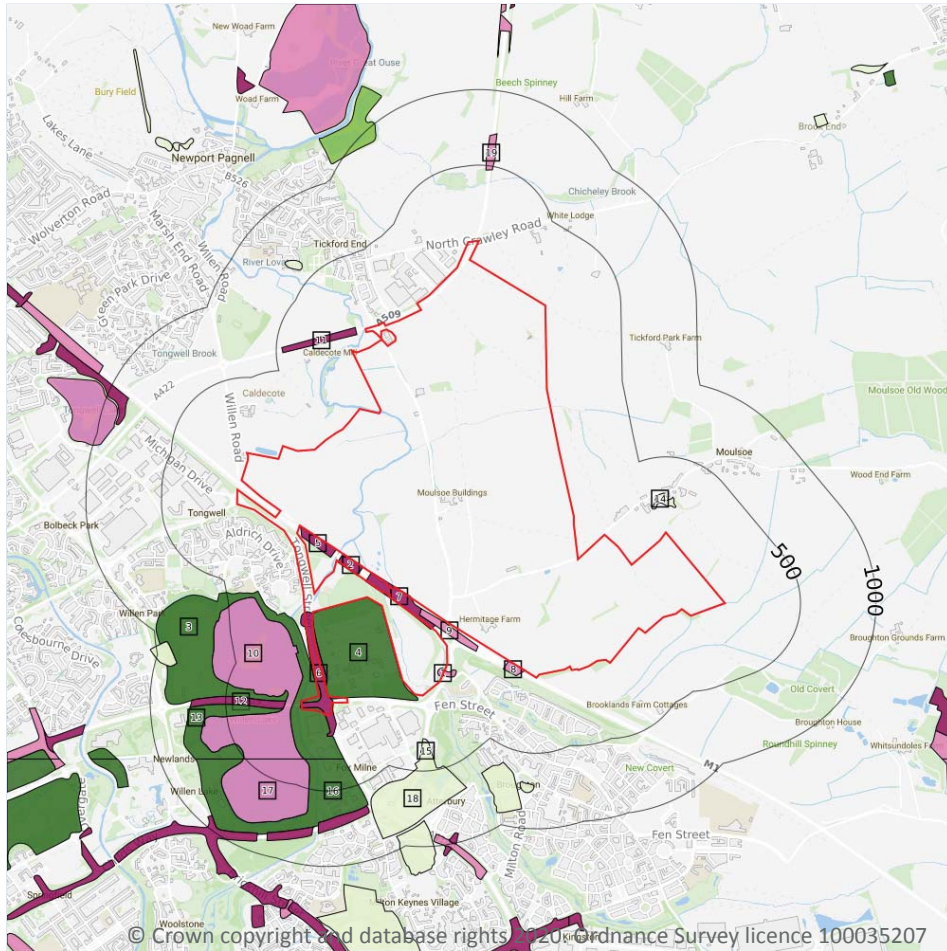 New Woad Farm
River Great Ouse
Beech Spinney
Bury Field
Woad Farm
Hill Farm
Lakes Lane
Brook End
Newport Pagnell
19
B526
Chicheley Brook
Wolverton Road
Marsh End Road
Willen Road
White Lodge
Tickford End
North Crawley Road
River Lovat
Green Park Drive
A509
11
Tickford Park Farm
Tongwell Brook
Caldecote Mill
A422
Caldecote
Moulsoe Old Wood
Willen Road
Michigan Drive
Moulsoe
Wood End Farm
Moulsoe Buildings
14
Tongwell
Bolbeck Park
Aldrich Drive
5
Tongwell Street
2
500
1000
7
Willen Park
3
Hermitage Farm
9
Broughton Grounds Farm
10
4
6
8
Old Covert
12
Brooklands Farm Cottages
13
Fen Street
Broughton House
Roundhill Spinney
Whitsundoles Farm
15
Newlands
Fox Milne
New Covert
M1
Willen Lake
17
16
18
Atterbury
Broughton
Milton Road
Fen Street
Springfield
Woolstone
Milton Keynes Village
Kingston
© Crown copyright and database rights 2020. Ordnance Survey licence 100035207